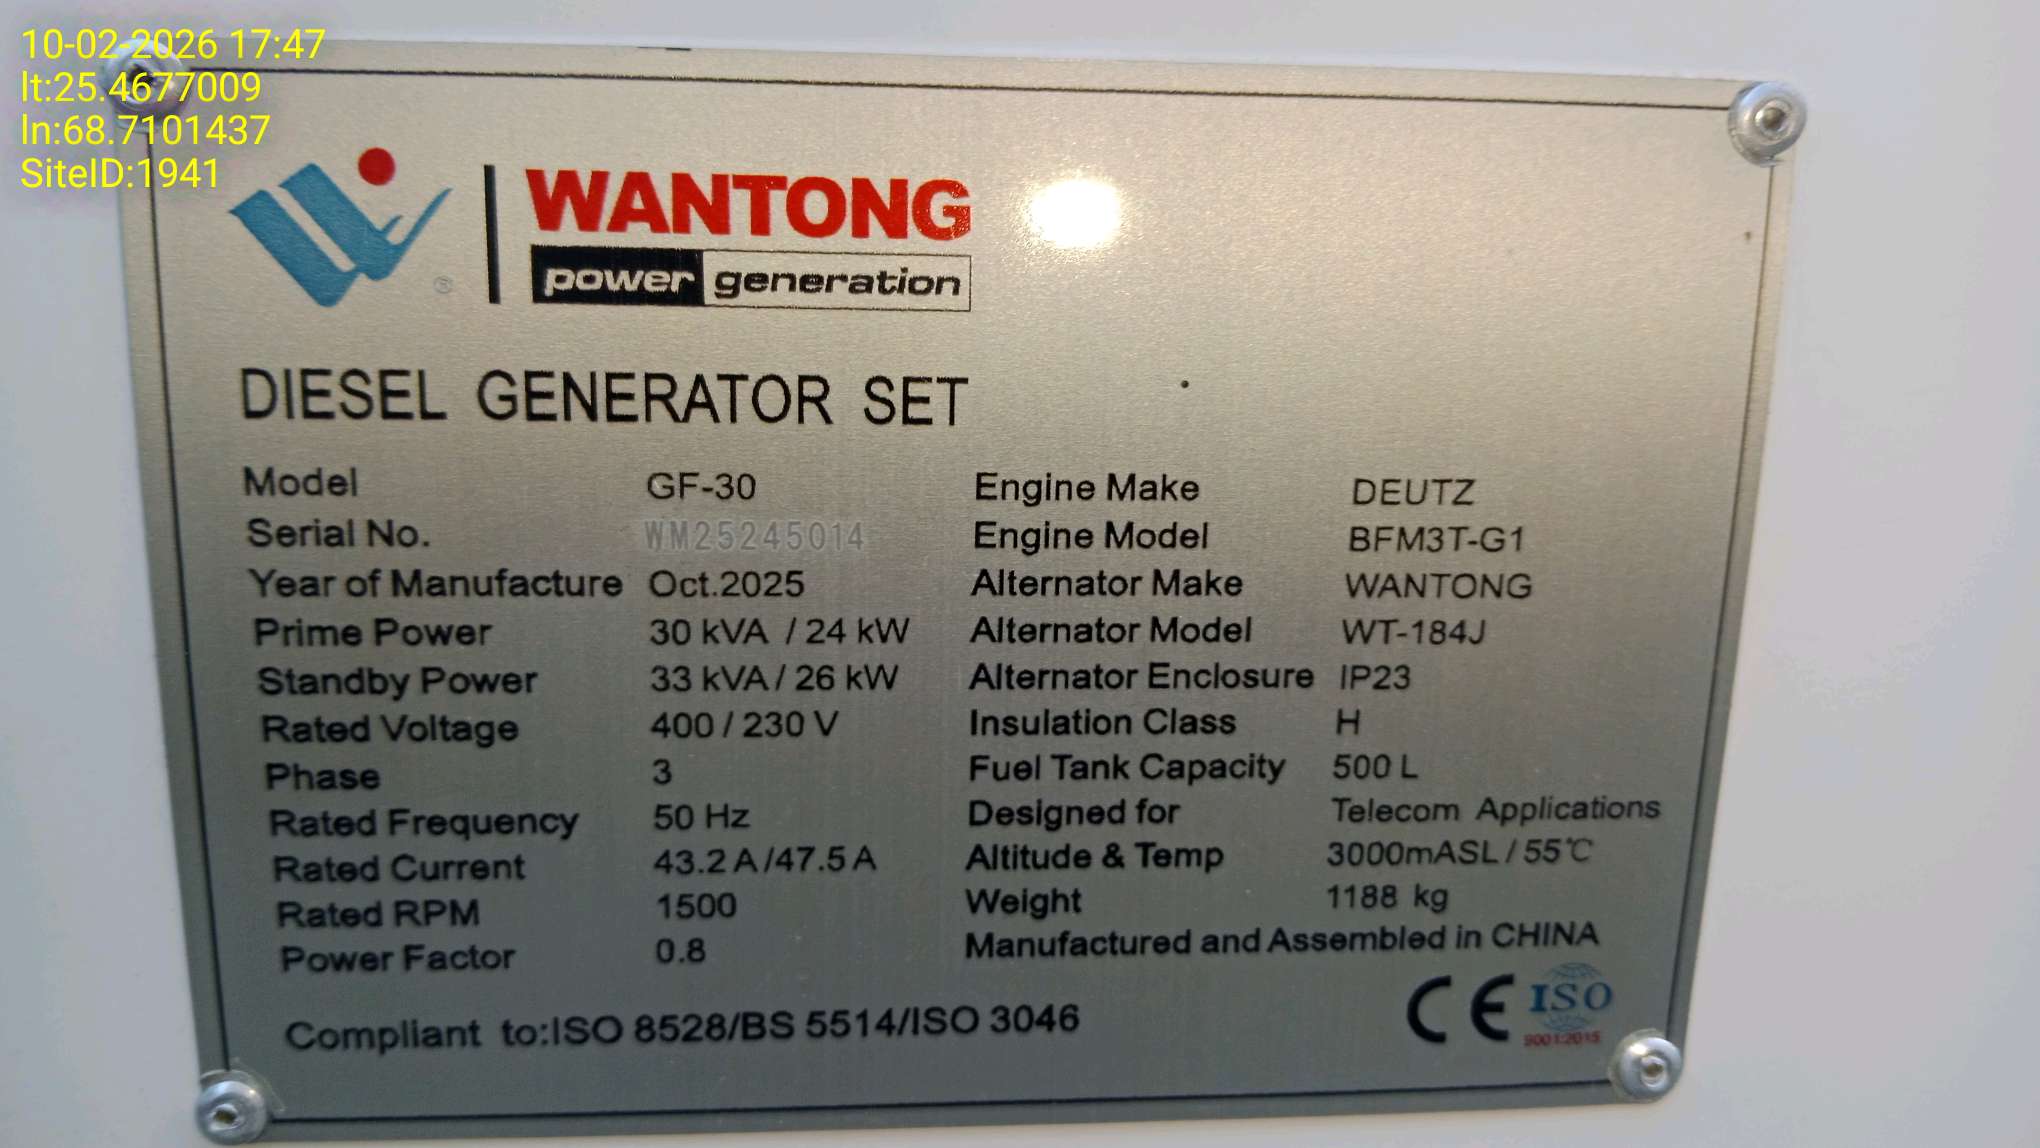 10-02-2026 17:47
lt:25.4677009
ln:68.7101437
SiteID:1941
WANTONG
power generation
®
DIESEL GENERATOR SET
Model GF-30
Serial No. WM25245014
Year of Manufacture Oct.2025
Prime Power 30 kVA / 24 kW
Standby Power 33 kVA / 26 kW
Rated Voltage 400 / 230 V
Phase 3
Rated Frequency 50 Hz
Rated Current 43.2 A /47.5 A
Rated RPM 1500
Power Factor 0.8
Engine Make DEUTZ
Engine Model BFM3T-G1
Alternator Make WANTONG
Alternator Model WT-184J
Alternator Enclosure IP23
Insulation Class H
Fuel Tank Capacity 500 L
Designed for Telecom Applications
Altitude & Temp 3000mASL / 55℃
Weight 1188 kg
Manufactured and Assembled in CHINA
Compliant to:ISO 8528/BS 5514/ISO 3046
CE ISO
9001:2015